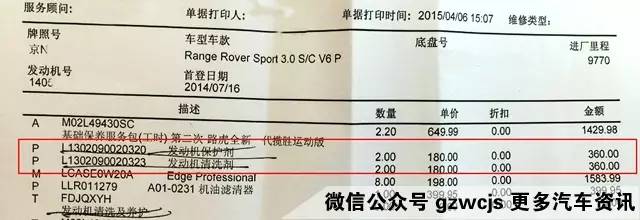 服务顾问: 单据打印人: 单据打印时间: 2015/04/06 15:07 维修类型:
牌照号 车型车款 底盘号 进厂里程
京N Range Rover Sport 3.0 S/C V6 P 9770
发动机号 首登日期
1406 2014/07/16
描述 数量 单价 折扣 金额
A M02L49430SC 2.20 649.99 0.00 1429.98
基础保养服务包(工时) 第二次 路虎全新一代揽胜运动版
P L1302090020320 发动机保护剂 2.00 180.00 0.00 360.00
P L1302090020323 发动机清洗剂 2.00 180.00 0.00 360.00
M LCASE0W20A Edge Professional 8.00 198.00 0.00 1583.99
P LLR011279 A01-0231 机油滤清器 399.95
T FDJQXYH
发动机清洗及养护
微信公众号 gzwcjs 更多汽车资讯